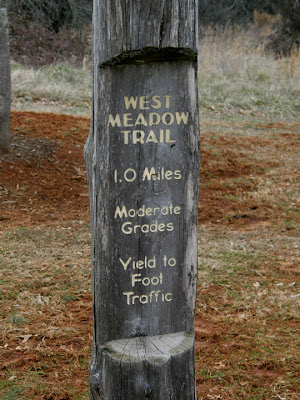 WEST
MEADOW
TRAIL
1.0 Miles
Moderate
Grades
Yield to
Foot
Traffic